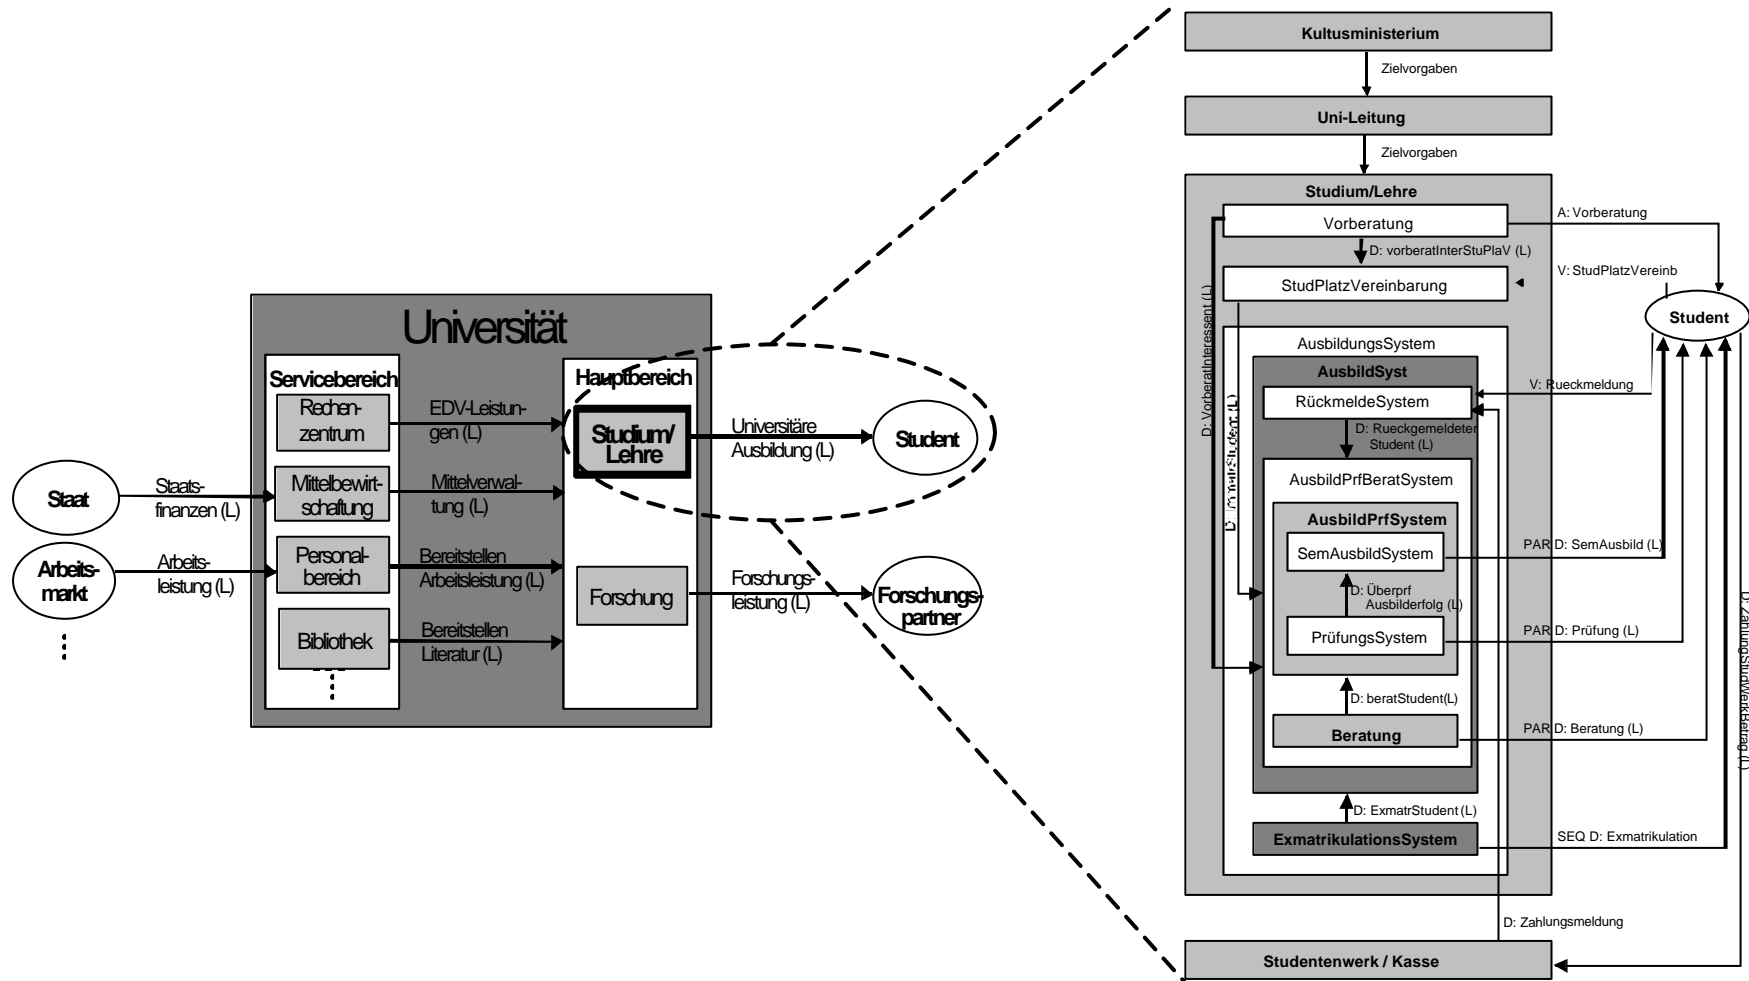 Universität
Servicebereich
Rechen-
zentrum
Mittelbewirt-
schaftung
Personal-
bereich
Bibliothek
Staat
Staats-
finanzen (L)
Arbeits-
markt
Arbeits-
leistung (L)
EDV-Leistun-
gen (L)
Mittelverwal-
tung (L)
Bereitstellen
Arbeitsleistung (L)
Bereitstellen
Literatur (L)
Hauptbereich
Studium/
Lehre
Forschung
Universitäre
Ausbildung (L)
Student
Forschungs-
leistung (L)
Forschungs-
partner
Kultusministerium
Zielvorgaben
Uni-Leitung
Zielvorgaben
Studium/Lehre
Vorberatung
A: Vorberatung
D: vorberatInterStuPlaV (L)
StudPlatzVereinbarung
V: StudPlatzVereinb
Student
D: VorberatInteressent (L)
AusbildungsSystem
AusbildSyst
RückmeldeSystem
V: Rueckmeldung
D: Rueckgemeldeter
Student (L)
AusbildPrfBeratSystem
AusbildPrfSystem
SemAusbildSystem
PAR D: SemAusbild (L)
D: Überprf
Ausbilderfolg (L)
PrüfungsSystem
PAR D: Prüfung (L)
D: beratStudent(L)
Beratung
PAR D: Beratung (L)
D: ExmatrStudent (L)
ExmatrikulationsSystem
SEQ D: Exmatrikulation
D: ZahlungStudWerkBetrag (L)
D: Zahlungsmeldung
Studentenwerk / Kasse